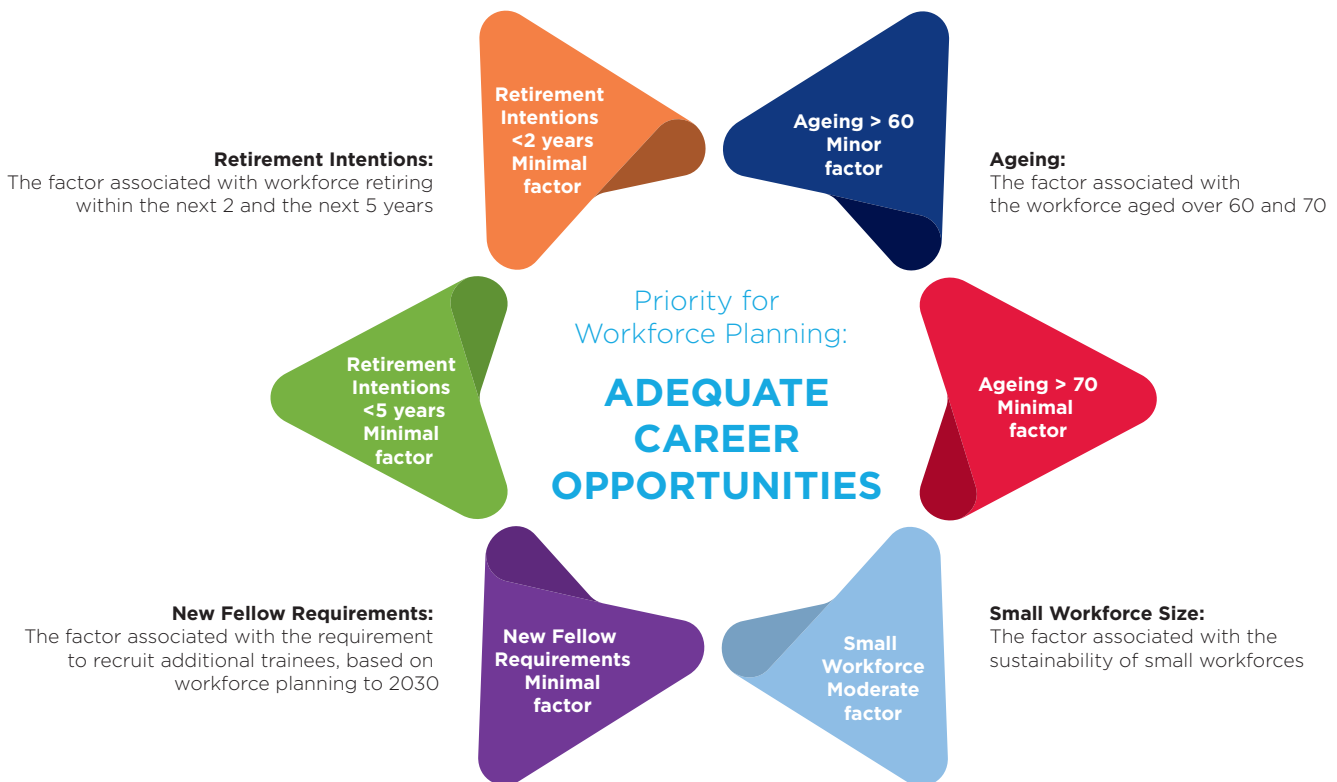 Retirement
Intentions
<2 years
Minimal
factor
Ageing > 60
Minor
factor
Retirement Intentions:
The factor associated with workforce retiring
within the next 2 and the next 5 years
Ageing:
The factor associated with
the workforce aged over 60 and 70
Priority for
Workforce Planning:
ADEQUATE
CAREER
OPPORTUNITIES
Retirement
Intentions
<5 years
Minimal
factor
Ageing > 70
Minimal
factor
New Fellow Requirements:
The factor associated with the requirement
to recruit additional trainees, based on
workforce planning to 2030
New Fellow
Requirements
Minimal
factor
Small
Workforce
Moderate
factor
Small Workforce Size:
The factor associated with the
sustainability of small workforces